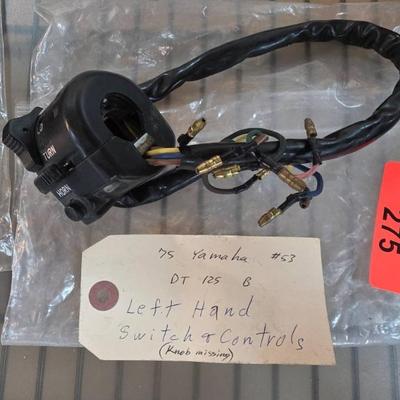 TURN
HORN
275
75 Yamaha #53
DT 125 B
Left Hand
Switch & Controls
(Knob missing)